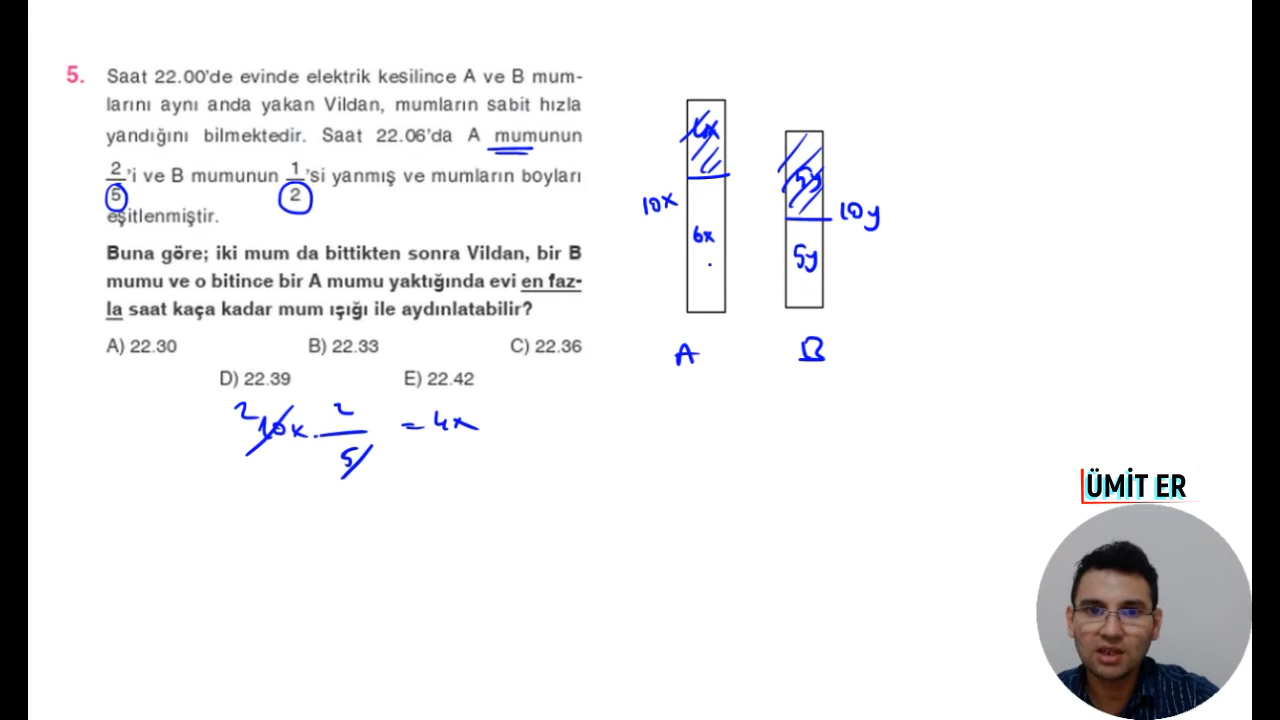 5. Saat 22.00'de evinde elektrik kesilince A ve B mum-
larını aynı anda yakan Vildan, mumların sabit hızla
yandığını bilmektedir. Saat 22.06'da A mumunun
2/5'i ve B mumunun 1/2'si yanmış ve mumların boyları
eşitlenmiştir.
Buna göre; iki mum da bittikten sonra Vildan, bir B
mumu ve o bitince bir A mumu yaktığında evi en faz-
la saat kaça kadar mum ışığı ile aydınlatabilir?
A) 22.30 B) 22.33 C) 22.36
D) 22.39 E) 22.42
2 10x . 2/5 = 4x
4x
10x
6x
A
5y
10y
5y
B
ÜMİT ER